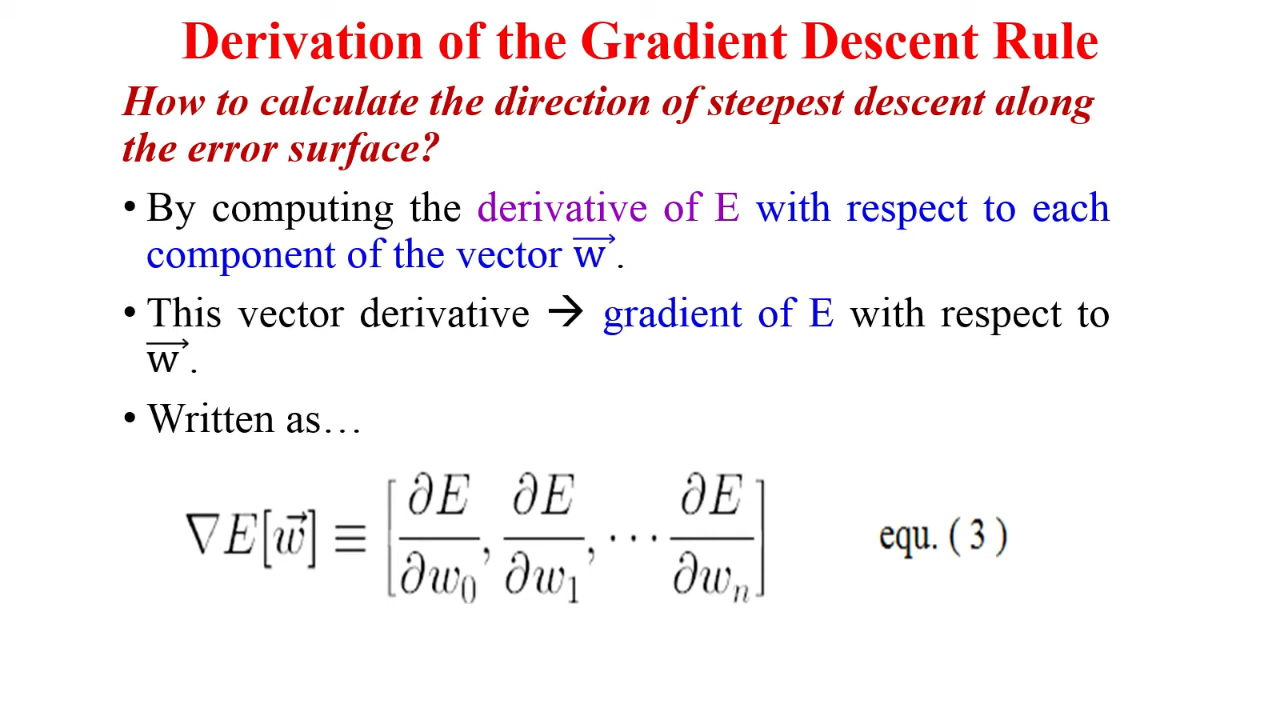 Derivation of the Gradient Descent Rule
How to calculate the direction of steepest descent along
the error surface?
• By computing the derivative of E with respect to each
component of the vector w⃗.
• This vector derivative → gradient of E with respect to
w⃗.
• Written as…
∇E[w⃗] ≡ [∂E/∂w₀, ∂E/∂w₁, ⋯ ∂E/∂wₙ] equ. ( 3 )